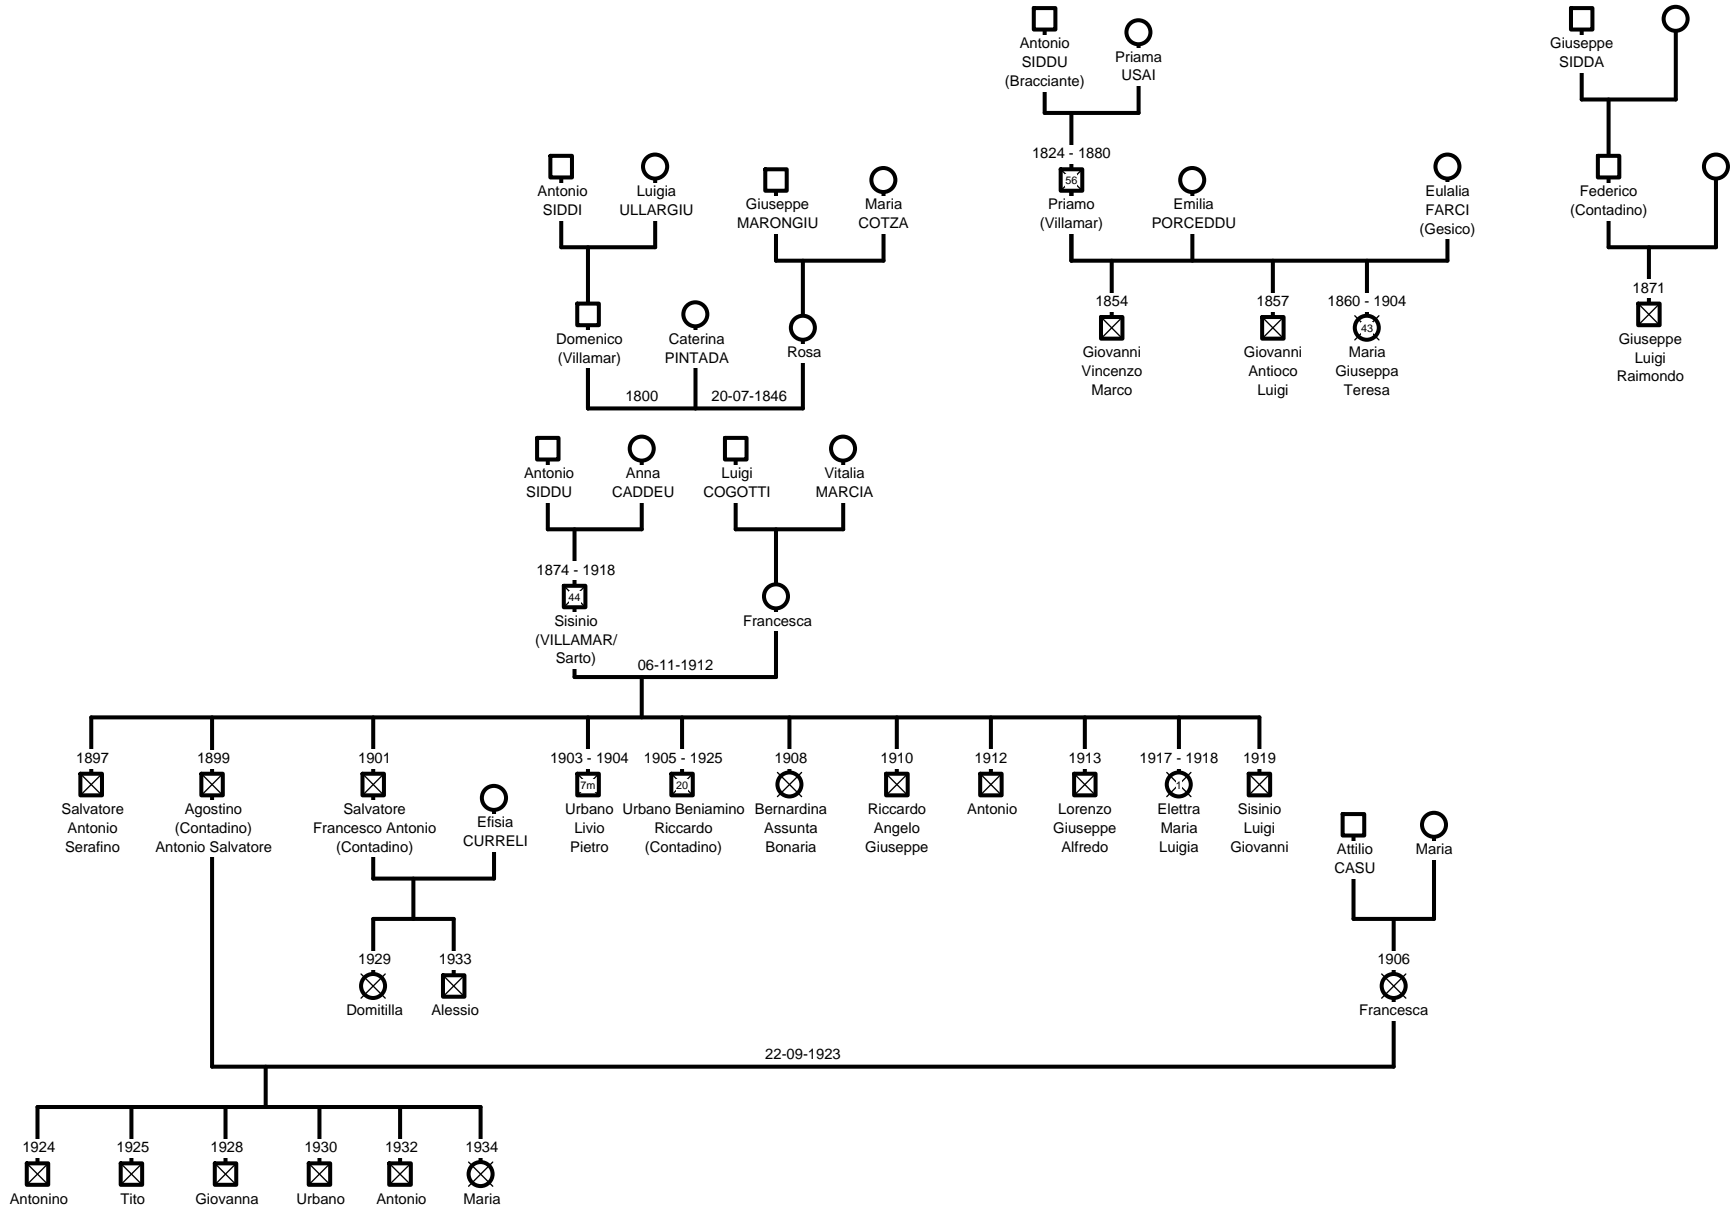 Antonio
SIDDU
(Bracciante)
Priama
USAI
Giuseppe
SIDDA
1824 - 1880
56
Priamo
(Villamar)
Emilia
PORCEDDU
Eulalia
FARCI
(Gesico)
Federico
(Contadino)
Antonio
SIDDI
Luigia
ULLARGIU
Giuseppe
MARONGIU
Maria
COTZA
1854
Giovanni
Vincenzo
Marco
1857
Giovanni
Antioco
Luigi
1860 - 1904
43
Maria
Giuseppa
Teresa
1871
Giuseppe
Luigi
Raimondo
Domenico
(Villamar)
Caterina
PINTADA
Rosa
1800
20-07-1846
Antonio
SIDDU
Anna
CADDEU
Luigi
COGOTTI
Vitalia
MARCIA
1874 - 1918
44
Sisinio
(VILLAMAR/
Sarto)
Francesca
06-11-1912
1897
Salvatore
Antonio
Serafino
1899
Agostino
(Contadino)
Antonio Salvatore
1901
Salvatore
Francesco Antonio
(Contadino)
Efisia
CURRELI
1903 - 1904
7m
Urbano
Livio
Pietro
1905 - 1925
20
Urbano Beniamino
Riccardo
(Contadino)
1908
Bernardina
Assunta
Bonaria
1910
Riccardo
Angelo
Giuseppe
1912
Antonio
1913
Lorenzo
Giuseppe
Alfredo
1917 - 1918
1
Elettra
Maria
Luigia
1919
Sisinio
Luigi
Giovanni
Attilio
CASU
Maria
1929
Domitilla
1933
Alessio
1906
Francesca
22-09-1923
1924
Antonino
1925
Tito
1928
Giovanna
1930
Urbano
1932
Antonio
1934
Maria